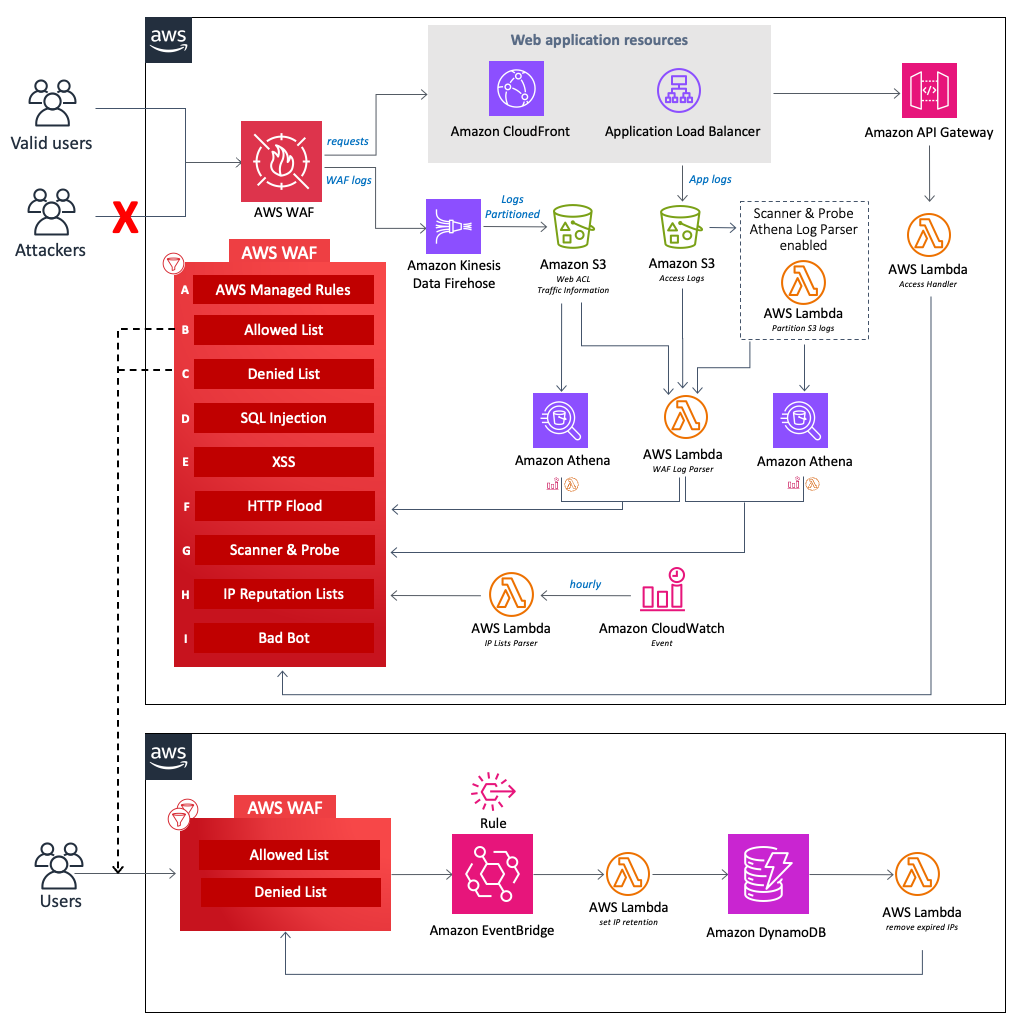 aws
Web application resources
Amazon CloudFront
Application Load Balancer
Amazon API Gateway
Valid users
Attackers
X
requests
WAF logs
AWS WAF
App logs
Logs
Partitioned
Amazon Kinesis
Data Firehose
Amazon S3
Web ACL
Traffic Information
Amazon S3
Access Logs
Scanner & Probe
Athena Log Parser
enabled
AWS Lambda
Partition S3 logs
AWS Lambda
Access Handler
AWS WAF
A AWS Managed Rules
B Allowed List
C Denied List
D SQL Injection
E XSS
F HTTP Flood
G Scanner & Probe
H IP Reputation Lists
I Bad Bot
Amazon Athena
AWS Lambda
WAF Log Parser
Amazon Athena
AWS Lambda
IP Lists Parser
hourly
Amazon CloudWatch
Event
aws
Users
AWS WAF
Allowed List
Denied List
Rule
Amazon EventBridge
AWS Lambda
set IP retention
Amazon DynamoDB
AWS Lambda
remove expired IPs